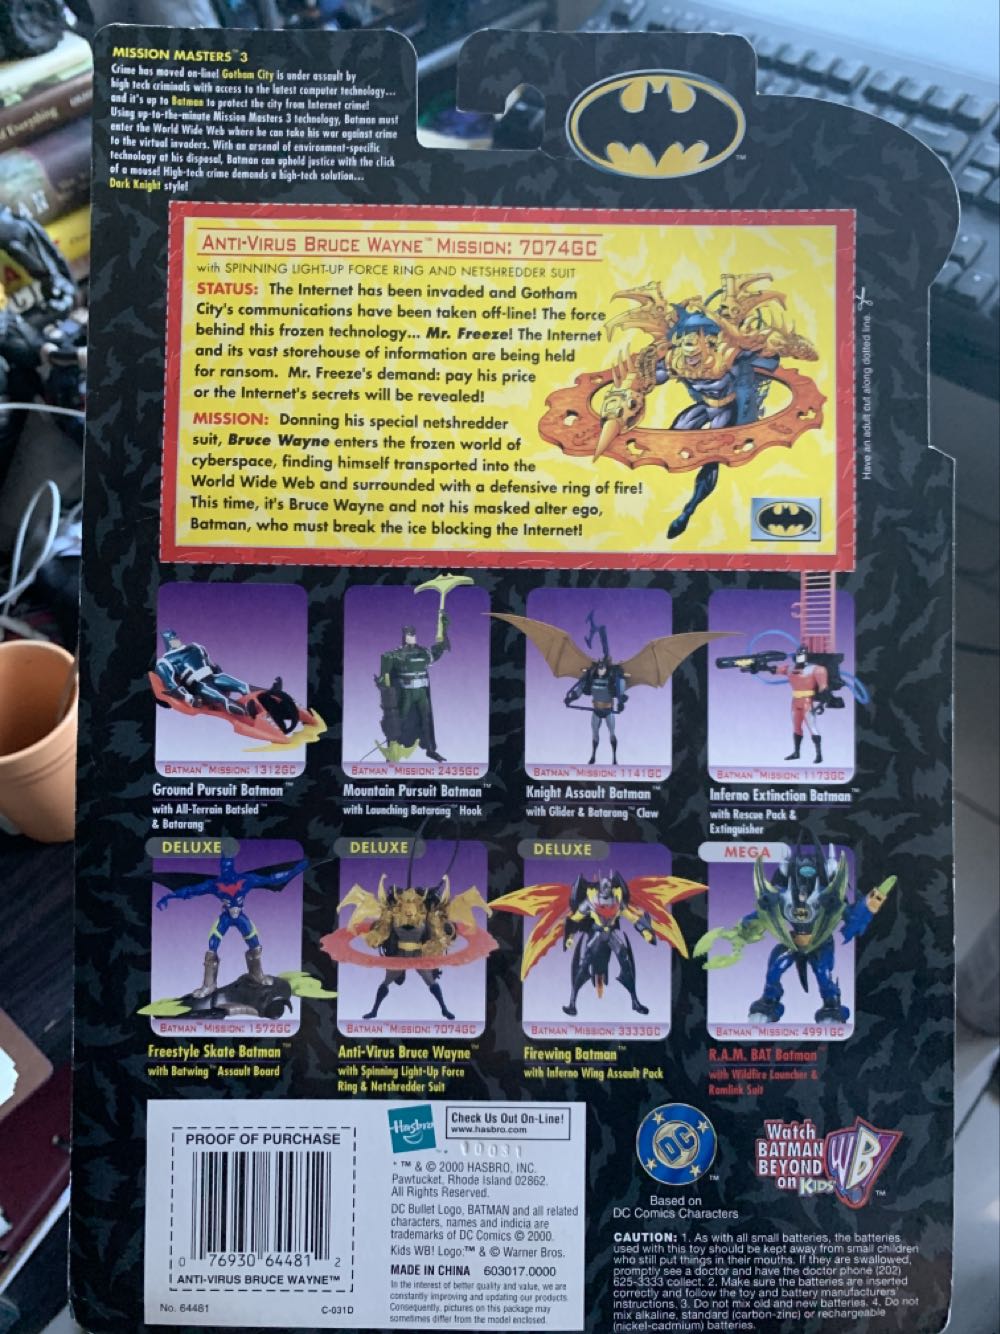 MISSION MASTERS™ 3
Crime has moved on-line! Gotham City is under assault by
high tech criminals with access to the latest computer technology...
and it's up to Batman to protect the city from Internet crime!
Using up-to-the-minute Mission Masters 3 technology, Batman must
enter the World Wide Web where he can take his war against crime
to the virtual invaders. With an arsenal of environment-specific
technology at his disposal, Batman can uphold justice with the click
of a mouse! High-tech crime demands a high-tech solution...
Dark Knight style!
™
ANTI-VIRUS BRUCE WAYNE™ MISSION: 7074GC
with SPINNING LIGHT-UP FORCE RING AND NETSHREDDER SUIT
STATUS: The Internet has been invaded and Gotham
City's communications have been taken off-line! The force
behind this frozen technology... Mr. Freeze! The Internet
and its vast storehouse of information are being held
for ransom. Mr. Freeze's demand: pay his price
or the Internet's secrets will be revealed!
MISSION: Donning his special netshredder
suit, Bruce Wayne enters the frozen world of
cyberspace, finding himself transported into the
World Wide Web and surrounded with a defensive ring of fire!
This time, it's Bruce Wayne and not his masked alter ego,
Batman, who must break the ice blocking the Internet!
Have an adult cut along dotted line.
BATMAN™ MISSION: 1312GC
Ground Pursuit Batman™
with All-Terrain Batsled™
& Batarang™
BATMAN™ MISSION: 2435GC
Mountain Pursuit Batman™
with Launching Batarang™ Hook
BATMAN™ MISSION: 1141GC
Knight Assault Batman™
with Glider & Batarang™ Claw
BATMAN™ MISSION: 1173GC
Inferno Extinction Batman™
with Rescue Pack &
Extinguisher
DELUXE
BATMAN™ MISSION: 1572GC
Freestyle Skate Batman™
with Batwing™ Assault Board
DELUXE
BATMAN™ MISSION: 7074GC
Anti-Virus Bruce Wayne™
with Spinning Light-Up Force
Ring & Netshredder Suit
DELUXE
BATMAN™ MISSION: 3333GC
Firewing Batman™
with Inferno Wing Assault Pack
MEGA
BATMAN™ MISSION: 4991GC
R.A.M. BAT Batman™
with Wildfire Launcher &
Ramlink Suit
PROOF OF PURCHASE
0 76930 64481 2
ANTI-VIRUS BRUCE WAYNE™
No. 64481
C-031D
Hasbro
Check Us Out On-Line!
www.hasbro.com
10031
* ™ & © 2000 HASBRO, INC.
Pawtucket, Rhode Island 02862.
All Rights Reserved.
DC Bullet Logo, BATMAN and all related
characters, names and indicia are
trademarks of DC Comics © 2000.
Kids WB! Logo:™ & © Warner Bros.
MADE IN CHINA 603017.0000
In the interest of better quality and value, we are
constantly improving and updating our products.
Consequently, pictures on this package may
sometimes differ from the model enclosed.
DC
™
Based on
DC Comics Characters
Watch
BATMAN
BEYOND
on KIDS' WB
™
CAUTION: 1. As with all small batteries, the batteries
used with this toy should be kept away from small children
who still put things in their mouths. If they are swallowed,
promptly see a doctor and have the doctor phone (202)
625-3333 collect. 2. Make sure the batteries are inserted
correctly and follow the toy and battery manufacturers'
instructions. 3. Do not mix old and new batteries. 4. Do not
mix alkaline, standard (carbon-zinc) or rechargeable
(nickel-cadmium) batteries.